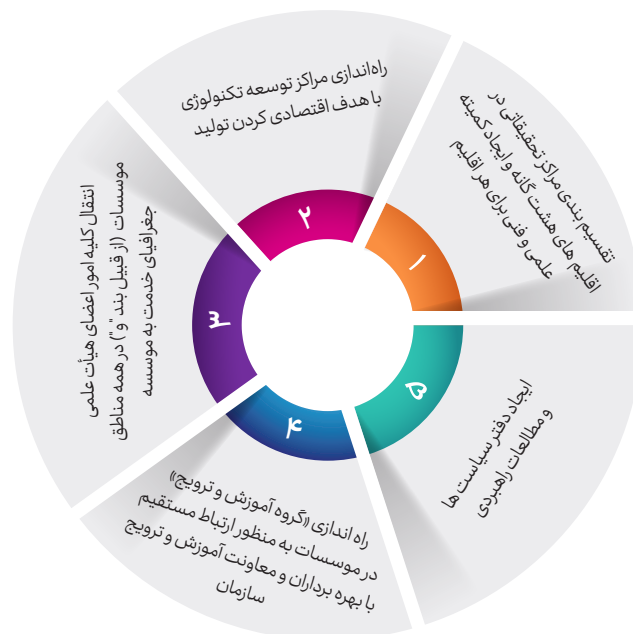 ۱
تقسیم بندی مراکز تحقیقاتی در
اقلیم های هشت گانه و ایجاد کمیته
علمی و فنی برای هر اقلیم
۲
راه‌اندازی مراکز توسعه تکنولوژی
با هدف اقتصادی کردن تولید
۳
انتقال کلیه امور اعضای هیأت علمی
موسسات (از قبیل بند "و") در همه مناطق
جغرافیای خدمت به موسسه
۴
راه اندازی «گروه آموزش و ترویج»
در موسسات به منظور ارتباط مستقیم
با بهره برداران و معاونت آموزش و ترویج
سازمان
۵
ایجاد دفتر سیاست ها
و مطالعات راهبردی